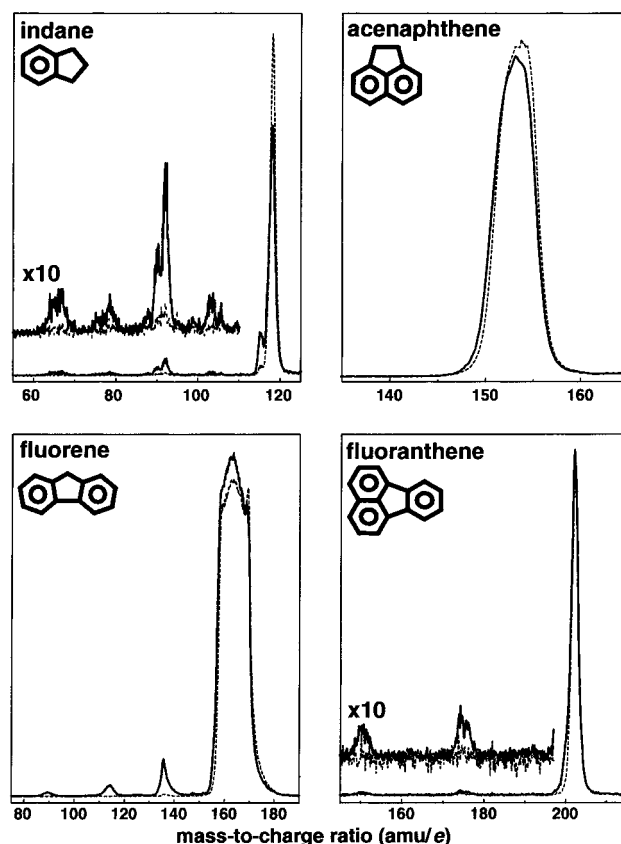 indane
x10
60 80 100 120
acenaphthene
140 150 160
fluorene
80 100 120 140 160 180
fluoranthene
x10
160 180 200
mass-to-charge ratio (amu/e)